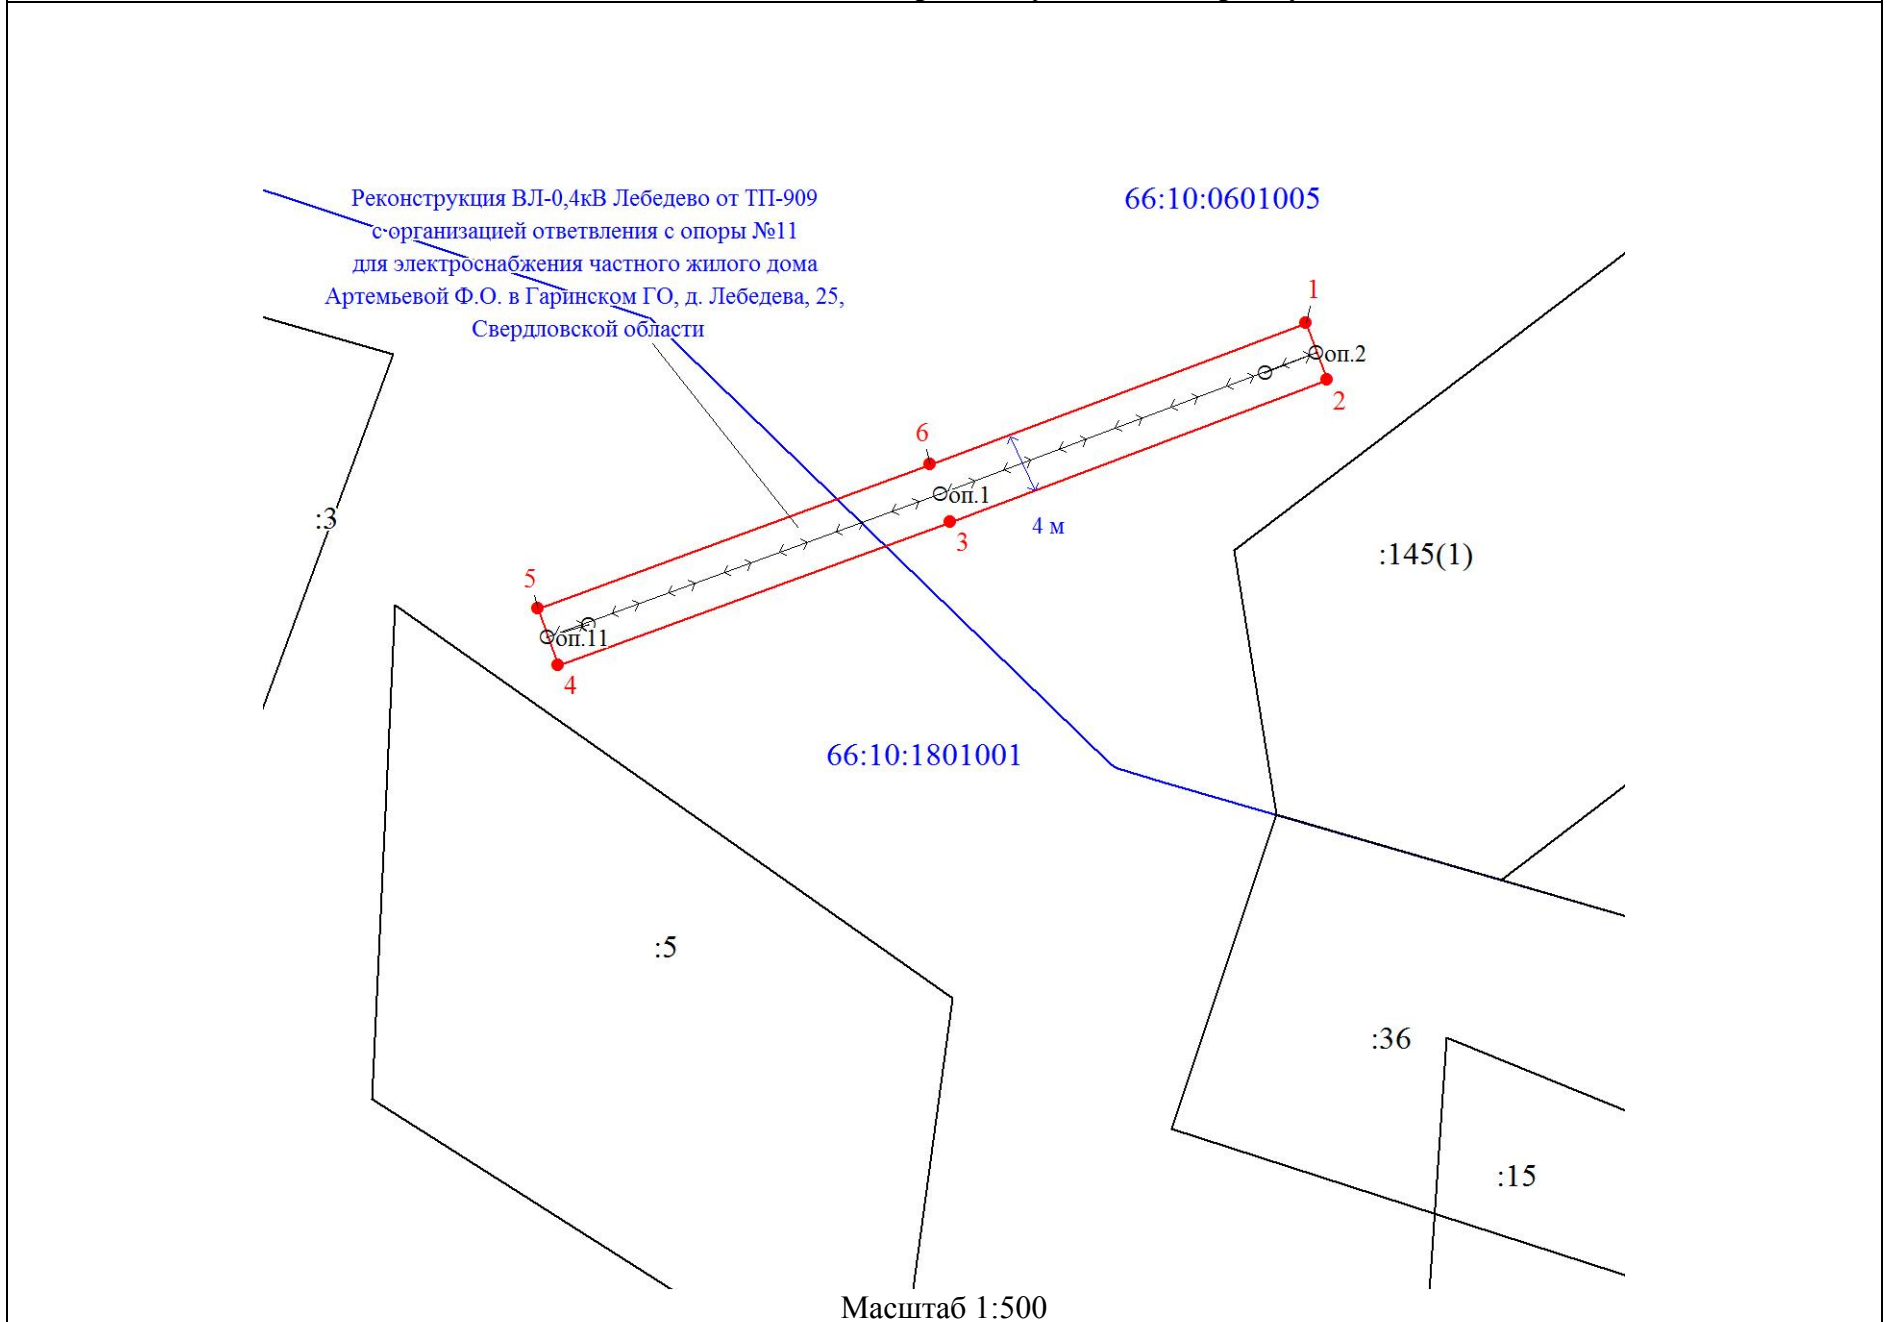 Реконструкция ВЛ-0,4кВ Лебедево от ТП-909
с организацией ответвления с опоры №11
для электроснабжения частного жилого дома
Артемьевой Ф.О. в Гаринском ГО, д. Лебедева, 25,
Свердловской области
66:10:0601005
1
оп.2
2
6
оп.1
3
4 м
:3
:145(1)
5
оп.11
4
66:10:1801001
:5
:36
:15
Масштаб 1:500